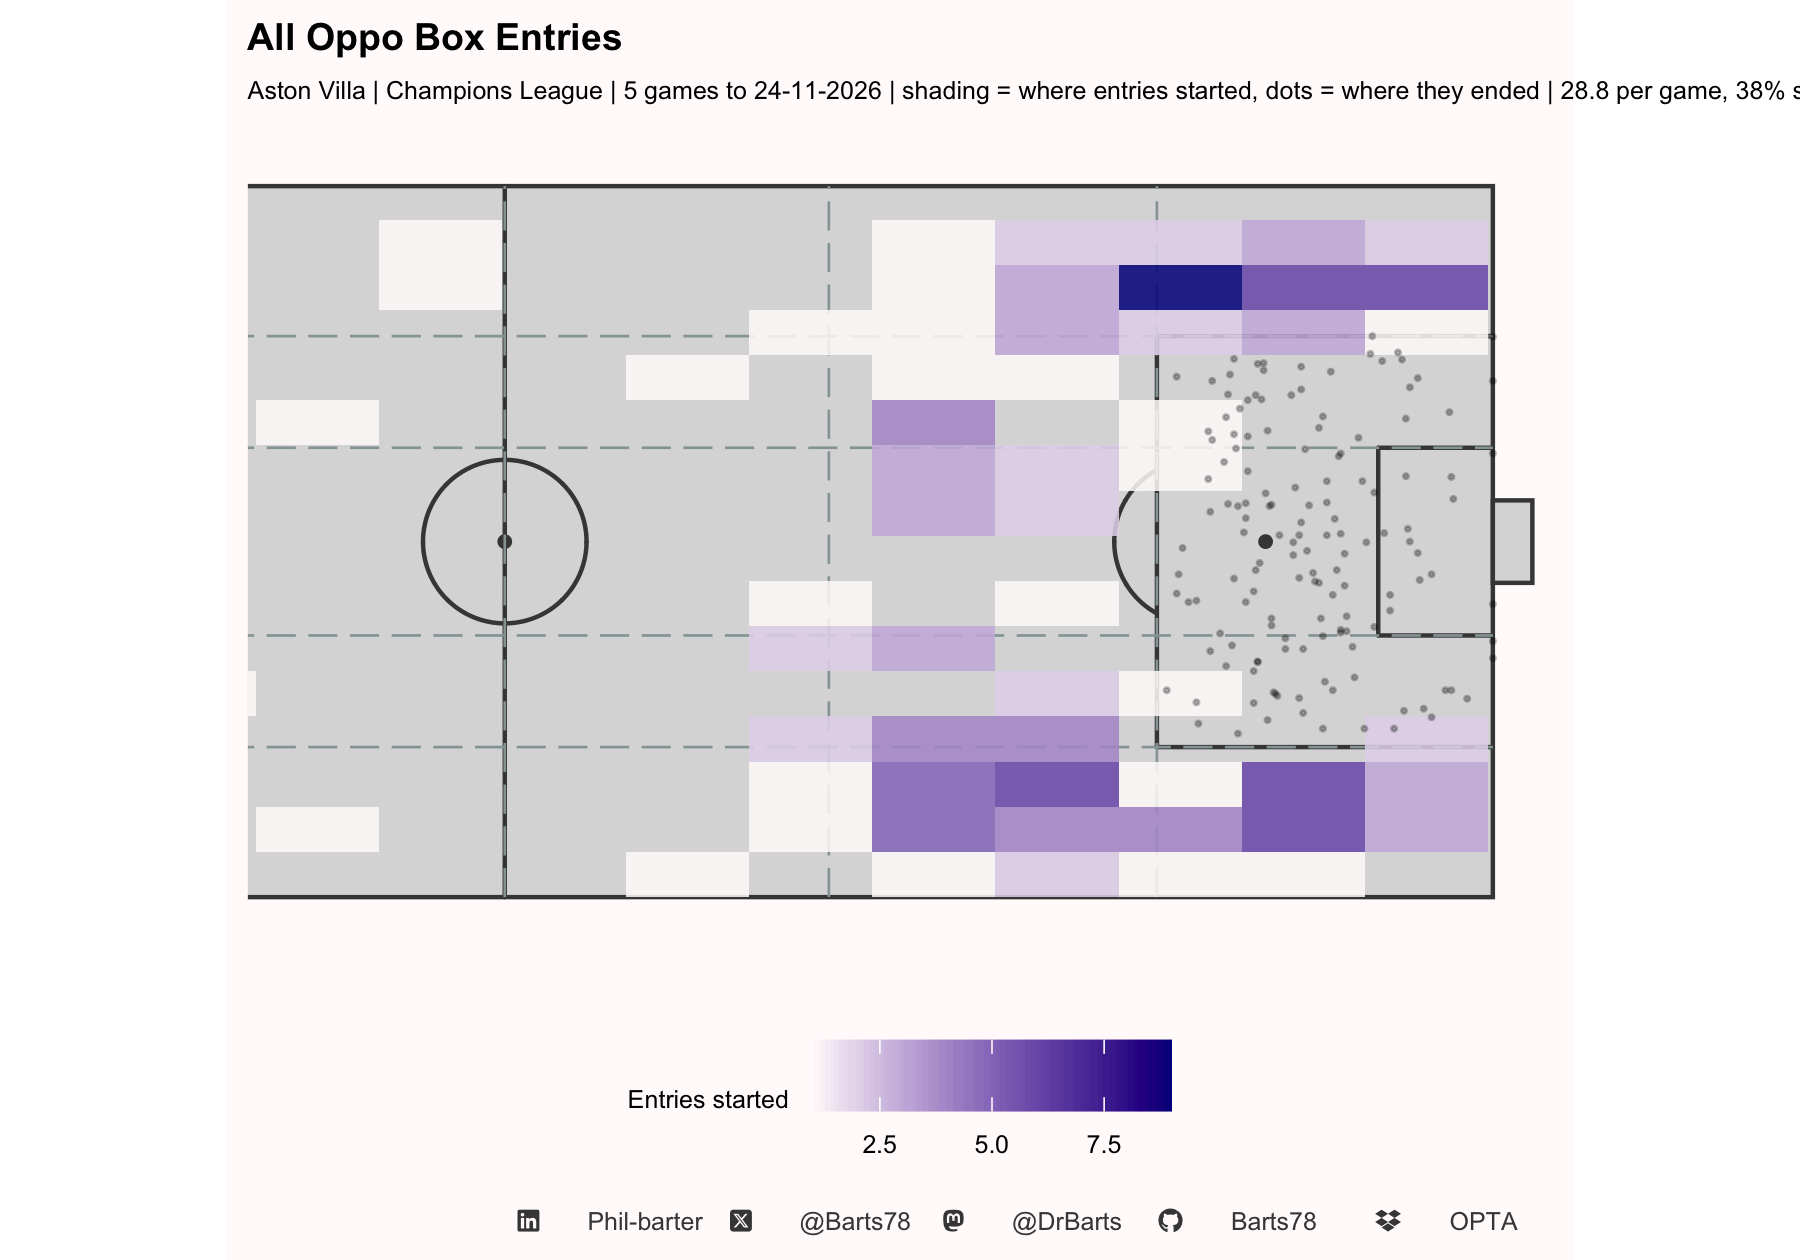 All Oppo Box Entries
Aston Villa | Champions League | 5 games to 24-11-2026 | shading = where entries started, dots = where they ended | 28.8 per game, 38% s
Entries started
2.5 5.0 7.5
Phil-barter @Barts78 @DrBarts Barts78 OPTA